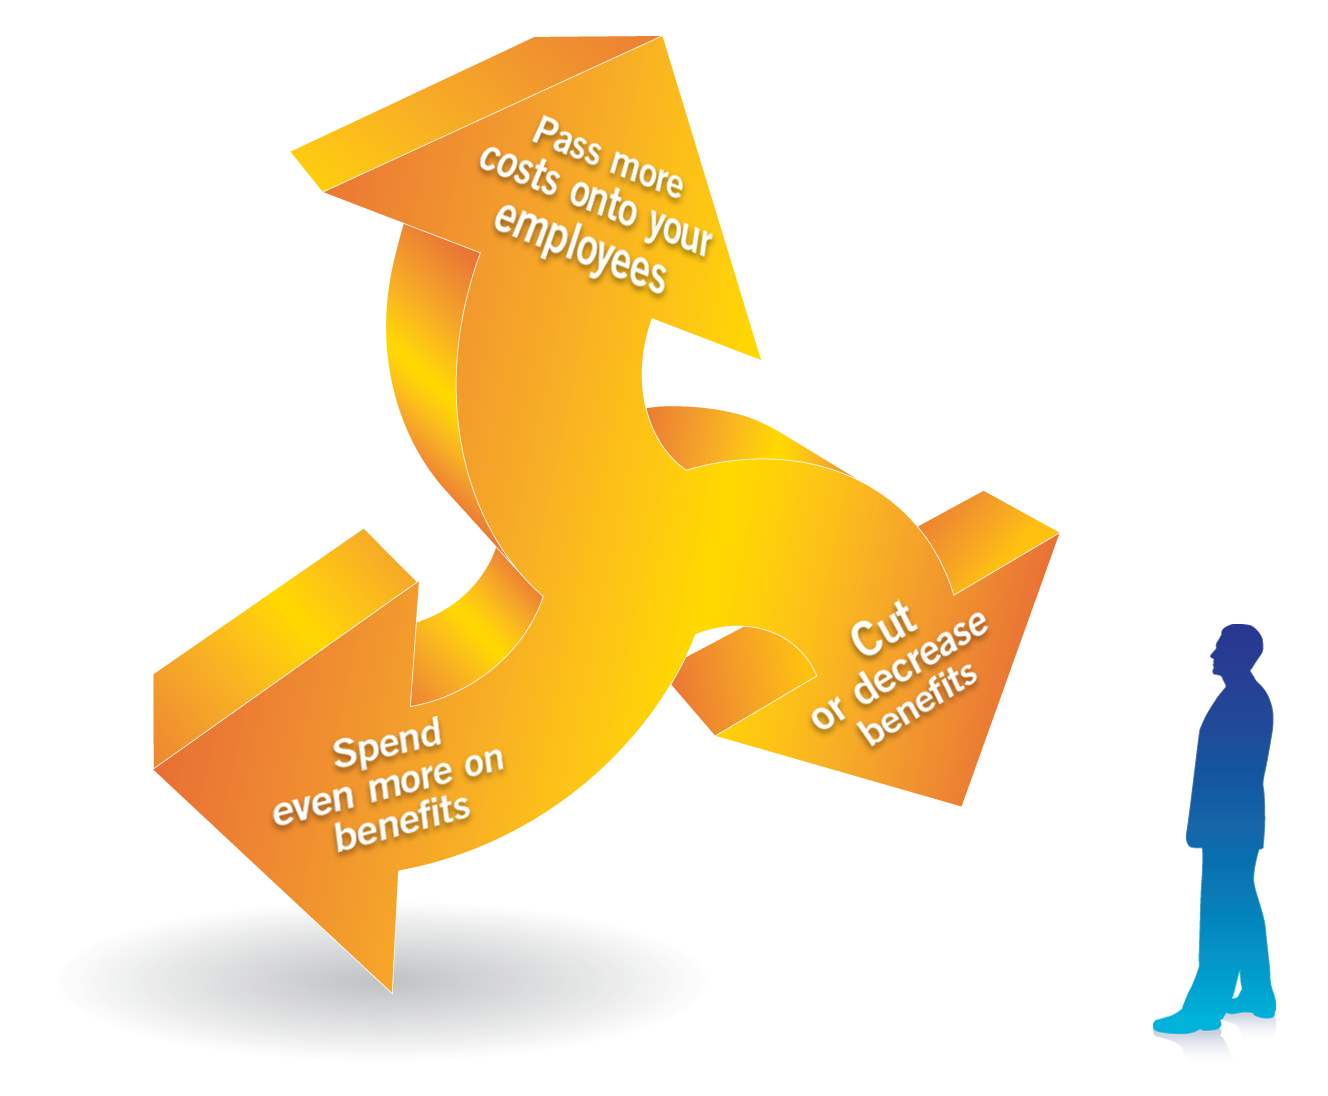 Pass more
costs onto your
employees
Cut
or decrease
benefits
Spend
even more on
benefits